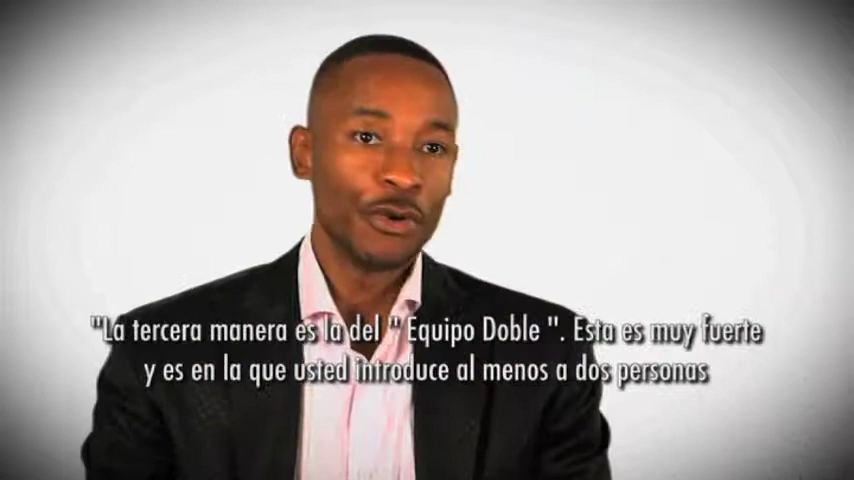 "La tercera manera es la del " Equipo Doble ". Esta es muy fuerte
y es en la que usted introduce al menos a dos personas